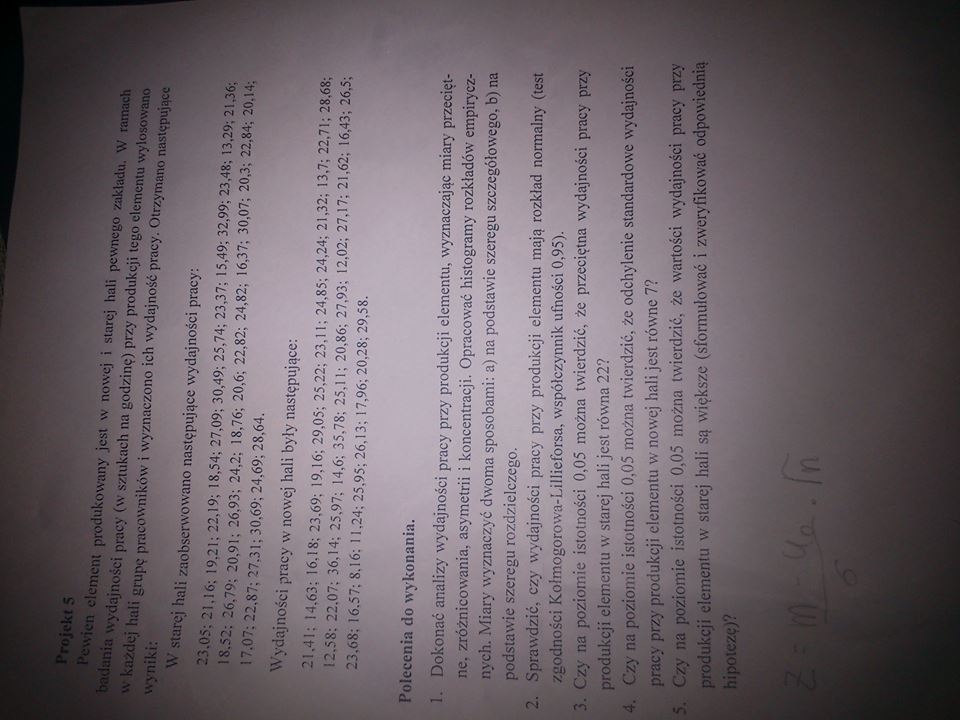 Projekt 5
Pewien element produkowany jest w nowej i starej hali pewnego zakładu. W ramach
badania wydajności pracy (w sztukach na godzinę) przy produkcji tego elementu wylosowano
w każdej hali grupę pracowników i wyznaczono ich wydajność pracy. Otrzymano następujące
wyniki:
W starej hali zaobserwowano następujące wydajności pracy:
23,05; 21,16; 19,21; 22,19; 18,54; 27,09; 30,49; 25,74; 23,37; 15,49; 32,99; 23,48; 13,29; 21,36;
18,52; 26,79; 20,91; 26,93; 24,2; 18,76; 20,6; 22,82; 24,82; 16,37; 30,07; 20,3; 22,84; 20,14;
17,07; 22,87; 27,31; 30,69; 24,69; 28,64.
Wydajności pracy w nowej hali były następujące:
21,41; 14,63; 16,18; 23,69; 19,16; 29,05; 25,22; 23,11; 24,85; 24,24; 21,32; 13,7; 22,71; 28,68;
12,58; 22,07; 36,14; 25,97; 14,6; 35,78; 25,11; 20,86; 27,93; 12,02; 27,17; 21,62; 16,43; 26,5;
23,68; 16,57; 8,16; 11,24; 25,95; 26,13; 17,96; 20,28; 29,58.
Polecenia do wykonania.
1. Dokonać analizy wydajności pracy przy produkcji elementu, wyznaczając miary przecięt-
ne, zróżnicowania, asymetrii i koncentracji. Opracować histogramy rozkładów empirycz-
nych. Miary wyznaczyć dwoma sposobami: a) na podstawie szeregu szczegółowego, b) na
podstawie szeregu rozdzielczego.
2. Sprawdzić, czy wydajności pracy przy produkcji elementu mają rozkład normalny (test
zgodności Kołmogorowa-Lillieforsa, współczynnik ufności 0,95).
3. Czy na poziomie istotności 0,05 można twierdzić, że przeciętna wydajności pracy przy
produkcji elementu w starej hali jest równa 22?
4. Czy na poziomie istotności 0,05 można twierdzić, że odchylenie standardowe wydajności
pracy przy produkcji elementu w nowej hali jest równe 7?
5. Czy na poziomie istotności 0,05 można twierdzić, że wartości wydajności pracy przy
produkcji elementu w starej hali są większe (sformułować i zweryfikować odpowiednią
hipotezę)?
Z = m - u₀ . √n
σ